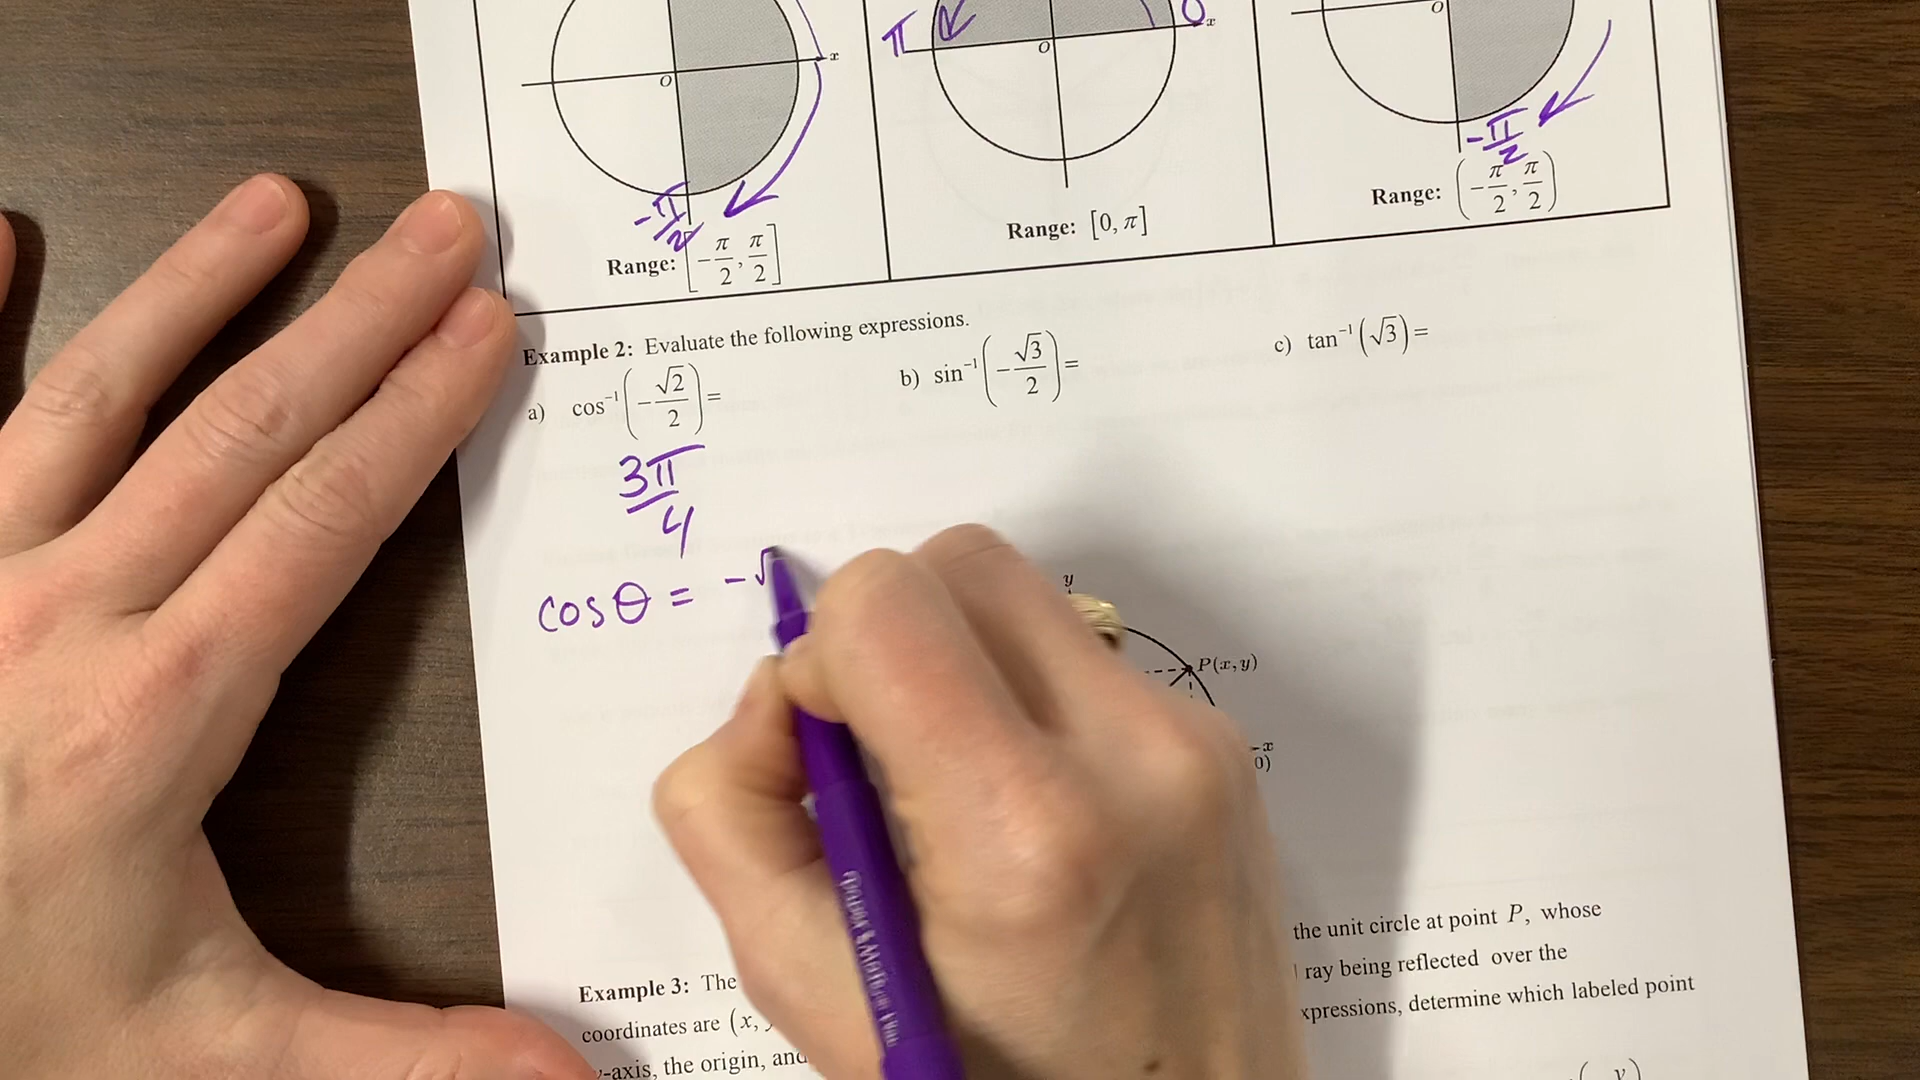 π
0
x
x
O
O
O
-π/2
-π/2
Range: [-π/2, π/2]
Range: [0, π]
Range: (-π/2, π/2)
Example 2: Evaluate the following expressions.
a) cos⁻¹(-√2/2)=
b) sin⁻¹(-√3/2)=
c) tan⁻¹(√3)=
3π/4
cosθ = -√
y
P(x, y)
x
0)
the unit circle at point P, whose
Example 3: The
ray being reflected over the
coordinates are (x,
xpressions, determine which labeled point
-axis, the origin, and
y